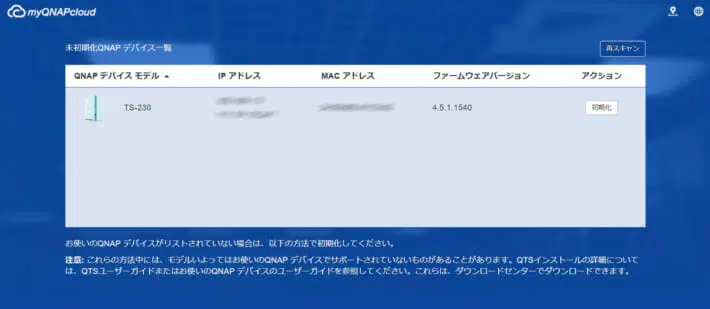 myQNAPcloud
未初期化QNAP デバイス一覧
再スキャン
QNAP デバイス モデル IP アドレス MAC アドレス ファームウェアバージョン アクション
TS-230 4.5.1.1540 初期化
お使いのQNAP デバイスがリストされていない場合は、以下の方法で初期化してください。
注意: これらの方法中には、モデルいよってはお使いのQNAP デバイスでサポートされていないものがあることがあります。QTSインストールの詳細について
は、QTSユーザーガイドまたはお使いのQNAP デバイスのユーザーガイドを参照してください。これらは、ダウンロードセンターでダウンロードできます。